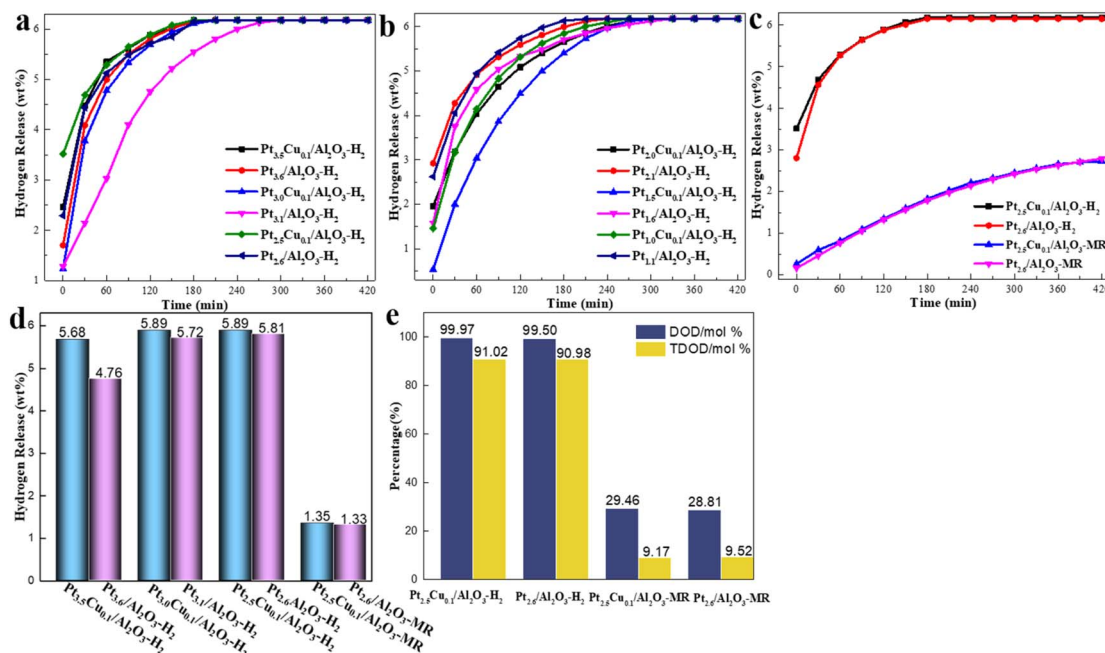 a
Hydrogen Release (wt%)
6
5
4
3
2
1
Pt3.5Cu0.1/Al2O3-H2
Pt3.6/Al2O3-H2
Pt3.0Cu0.1/Al2O3-H2
Pt3.1/Al2O3-H2
Pt2.5Cu0.1/Al2O3-H2
Pt2.6/Al2O3-H2
0 60 120 180 240 300 360 420
Time (min)
b
Hydrogen Release (wt%)
6
5
4
3
2
1
Pt2.0Cu0.1/Al2O3-H2
Pt2.1/Al2O3-H2
Pt1.5Cu0.1/Al2O3-H2
Pt1.6/Al2O3-H2
Pt1.0Cu0.1/Al2O3-H2
Pt1.1/Al2O3-H2
0 60 120 180 240 300 360 420
Time (min)
c
Hydrogen Release (wt%)
6
5
4
3
2
1
0
Pt2.5Cu0.1/Al2O3-H2
Pt2.6/Al2O3-H2
Pt2.5Cu0.1/Al2O3-MR
Pt2.6/Al2O3-MR
0 60 120 180 240 300 360 420
Time (min)
d
Hydrogen Release (wt%)
6
5
4
3
2
1
0
5.68
4.76
5.89
5.72
5.89
5.81
1.35
1.33
Pt3.5Cu0.1/Al2O3-H2
Pt3.6/Al2O3-H2
Pt3.0Cu0.1/Al2O3-H2
Pt3.1/Al2O3-H2
Pt2.5Cu0.1/Al2O3-H2
Pt2.6Al2O3-H2
Pt2.5Cu0.1/Al2O3-MR
Pt2.6/Al2O3-MR
e
Percentage(%)
100
80
60
40
20
0
DOD/mol %
TDOD/mol %
99.97
91.02
99.50
90.98
29.46
9.17
28.81
9.52
Pt2.5Cu0.1/Al2O3-H2 Pt2.6/Al2O3-H2 Pt2.5Cu0.1/Al2O3-MR Pt2.6/Al2O3-MR